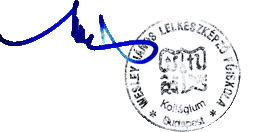 WESLEY JÁNOS LELKÉSZKÉPZŐ FŐISKOLA
Kollégium
Budapest